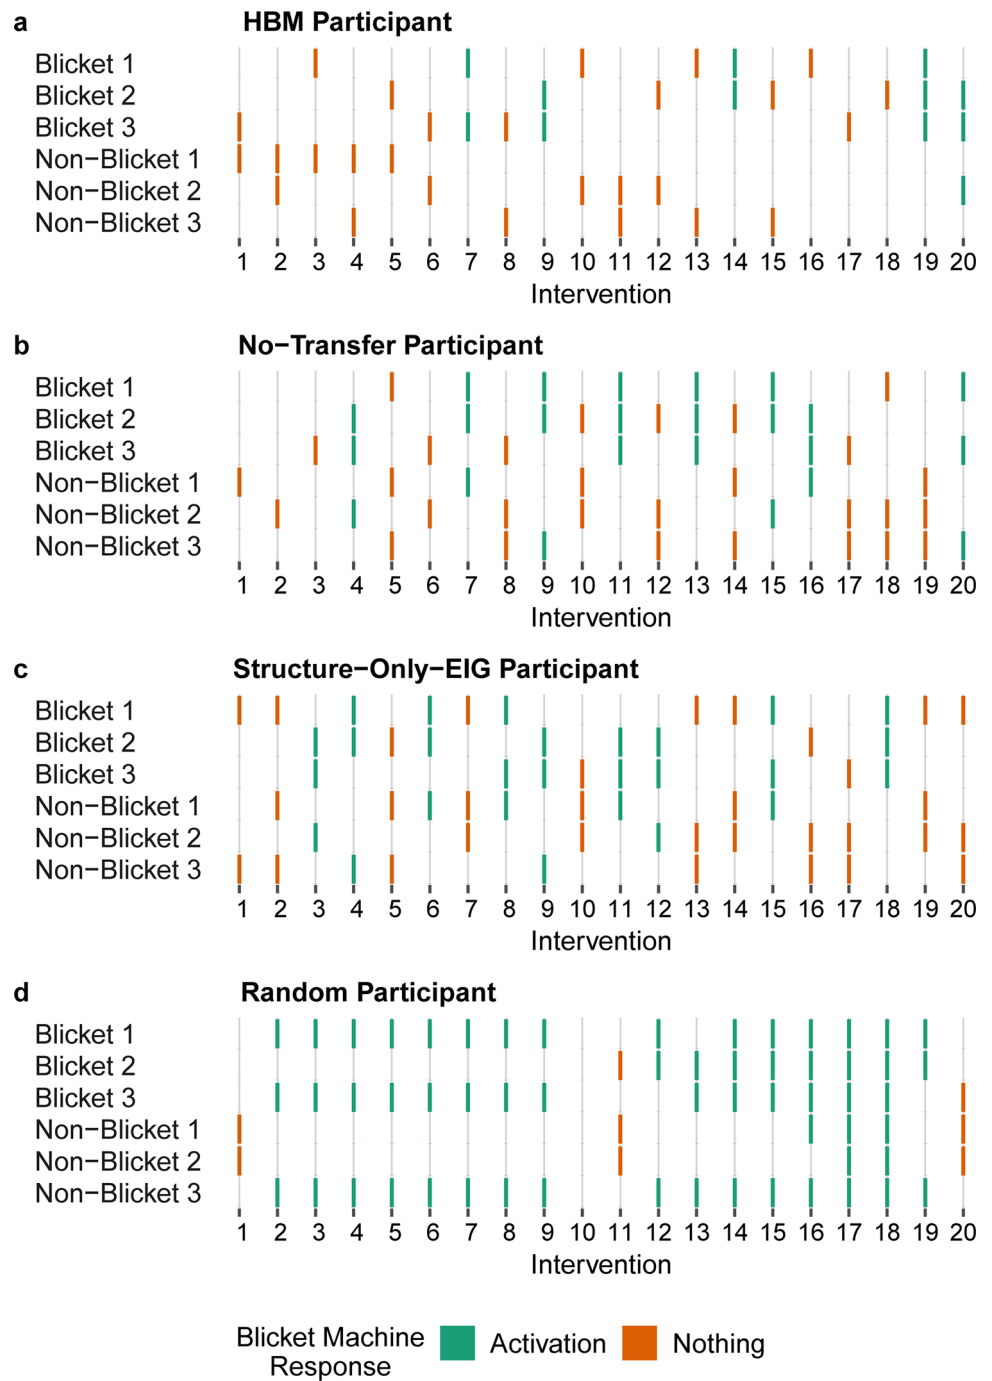 a HBM Participant
Blicket 1
Blicket 2
Blicket 3
Non−Blicket 1
Non−Blicket 2
Non−Blicket 3
1 2 3 4 5 6 7 8 9 10 11 12 13 14 15 16 17 18 19 20
Intervention
b No−Transfer Participant
Blicket 1
Blicket 2
Blicket 3
Non−Blicket 1
Non−Blicket 2
Non−Blicket 3
1 2 3 4 5 6 7 8 9 10 11 12 13 14 15 16 17 18 19 20
Intervention
c Structure−Only−EIG Participant
Blicket 1
Blicket 2
Blicket 3
Non−Blicket 1
Non−Blicket 2
Non−Blicket 3
1 2 3 4 5 6 7 8 9 10 11 12 13 14 15 16 17 18 19 20
Intervention
d Random Participant
Blicket 1
Blicket 2
Blicket 3
Non−Blicket 1
Non−Blicket 2
Non−Blicket 3
1 2 3 4 5 6 7 8 9 10 11 12 13 14 15 16 17 18 19 20
Intervention
Blicket Machine
Response
Activation
Nothing